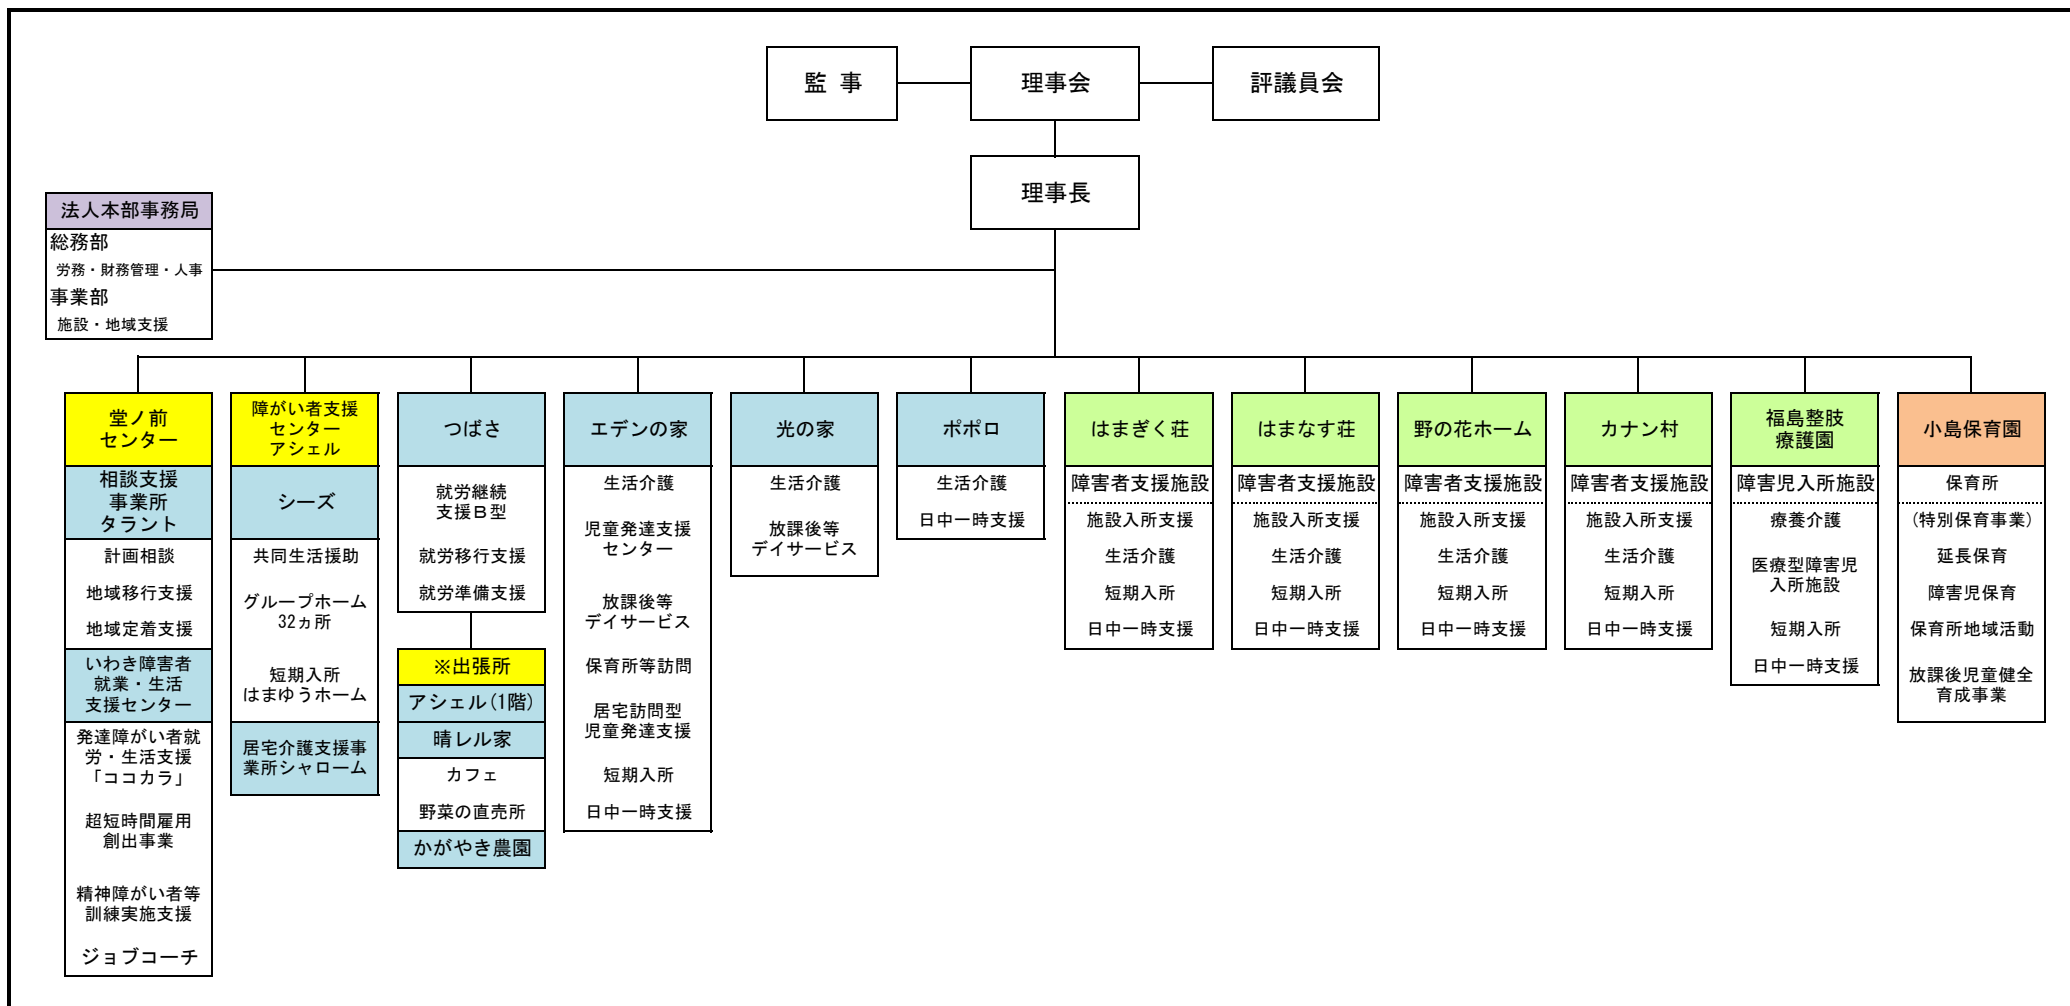 監 事
理事会
評議員会
理事長
法人本部事務局
総務部
労務・財務管理・人事
事業部
施設・地域支援
堂ノ前
センター
相談支援
事業所
タラント
計画相談
地域移行支援
地域定着支援
いわき障害者
就業・生活
支援センター
発達障がい者就
労・生活支援
「ココカラ」
超短時間雇用
創出事業
精神障がい者等
訓練実施支援
ジョブコーチ
障がい者支援
センター
アシェル
シーズ
共同生活援助
グループホーム
32ヵ所
短期入所
はまゆうホーム
居宅介護支援事
業所シャローム
つばさ
就労継続
支援Ｂ型
就労移行支援
就労準備支援
※出張所
アシェル(1階)
晴レル家
カフェ
野菜の直売所
かがやき農園
エデンの家
生活介護
児童発達支援
センター
放課後等
デイサービス
保育所等訪問
居宅訪問型
児童発達支援
短期入所
日中一時支援
光の家
生活介護
放課後等
デイサービス
ポポロ
生活介護
日中一時支援
はまぎく荘
障害者支援施設
施設入所支援
生活介護
短期入所
日中一時支援
はまなす荘
障害者支援施設
施設入所支援
生活介護
短期入所
日中一時支援
野の花ホーム
障害者支援施設
施設入所支援
生活介護
短期入所
日中一時支援
カナン村
障害者支援施設
施設入所支援
生活介護
短期入所
日中一時支援
福島整肢
療護園
障害児入所施設
療養介護
医療型障害児
入所施設
短期入所
日中一時支援
小島保育園
保育所
(特別保育事業)
延長保育
障害児保育
保育所地域活動
放課後児童健全
育成事業